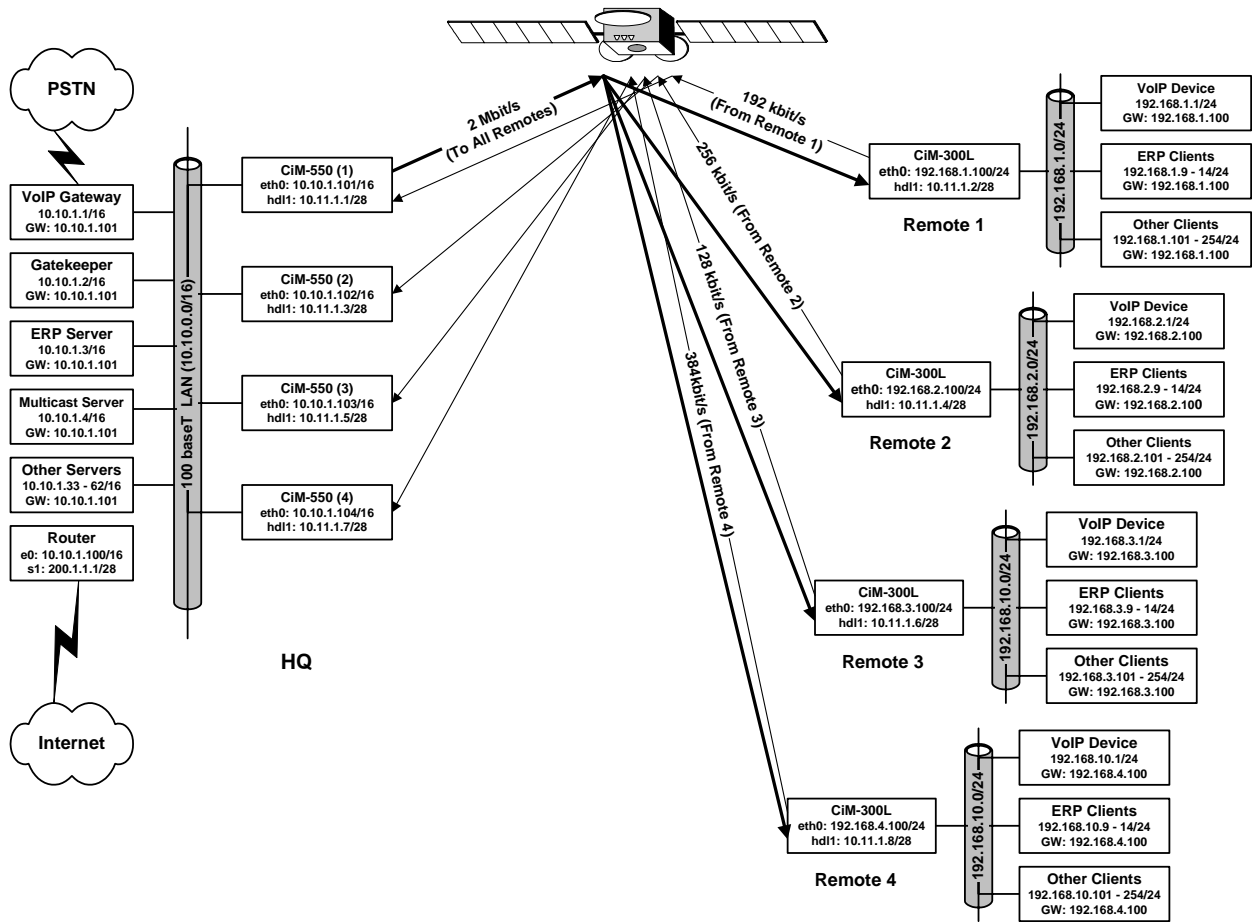 PSTN
VoIP Gateway
10.10.1.1/16
GW: 10.10.1.101
Gatekeeper
10.10.1.2/16
GW: 10.10.1.101
ERP Server
10.10.1.3/16
GW: 10.10.1.101
Multicast Server
10.10.1.4/16
GW: 10.10.1.101
Other Servers
10.10.1.33 - 62/16
GW: 10.10.1.101
Router
e0: 10.10.1.100/16
s1: 200.1.1.1/28
Internet
100 baseT LAN (10.10.0.0/16)
CiM-550 (1)
eth0: 10.10.1.101/16
hdl1: 10.11.1.1/28
CiM-550 (2)
eth0: 10.10.1.102/16
hdl1: 10.11.1.3/28
CiM-550 (3)
eth0: 10.10.1.103/16
hdl1: 10.11.1.5/28
CiM-550 (4)
eth0: 10.10.1.104/16
hdl1: 10.11.1.7/28
HQ
2 Mbit/s
(To All Remotes)
192 kbit/s
(From Remote 1)
256 kbit/s (From Remote 2)
128 kbit/s (From Remote 3)
384kbit/s (From Remote 4)
CiM-300L
eth0: 192.168.1.100/24
hdl1: 10.11.1.2/28
Remote 1
192.168.1.0/24
VoIP Device
192.168.1.1/24
GW: 192.168.1.100
ERP Clients
192.168.1.9 - 14/24
GW: 192.168.1.100
Other Clients
192.168.1.101 - 254/24
GW: 192.168.1.100
CiM-300L
eth0: 192.168.2.100/24
hdl1: 10.11.1.4/28
Remote 2
192.168.2.0/24
VoIP Device
192.168.2.1/24
GW: 192.168.2.100
ERP Clients
192.168.2.9 - 14/24
GW: 192.168.2.100
Other Clients
192.168.2.101 - 254/24
GW: 192.168.2.100
CiM-300L
eth0: 192.168.3.100/24
hdl1: 10.11.1.6/28
Remote 3
192.168.10.0/24
VoIP Device
192.168.3.1/24
GW: 192.168.3.100
ERP Clients
192.168.3.9 - 14/24
GW: 192.168.3.100
Other Clients
192.168.3.101 - 254/24
GW: 192.168.3.100
CiM-300L
eth0: 192.168.4.100/24
hdl1: 10.11.1.8/28
Remote 4
192.168.10.0/24
VoIP Device
192.168.10.1/24
GW: 192.168.4.100
ERP Clients
192.168.10.9 - 14/24
GW: 192.168.4.100
Other Clients
192.168.10.101 - 254/24
GW: 192.168.4.100